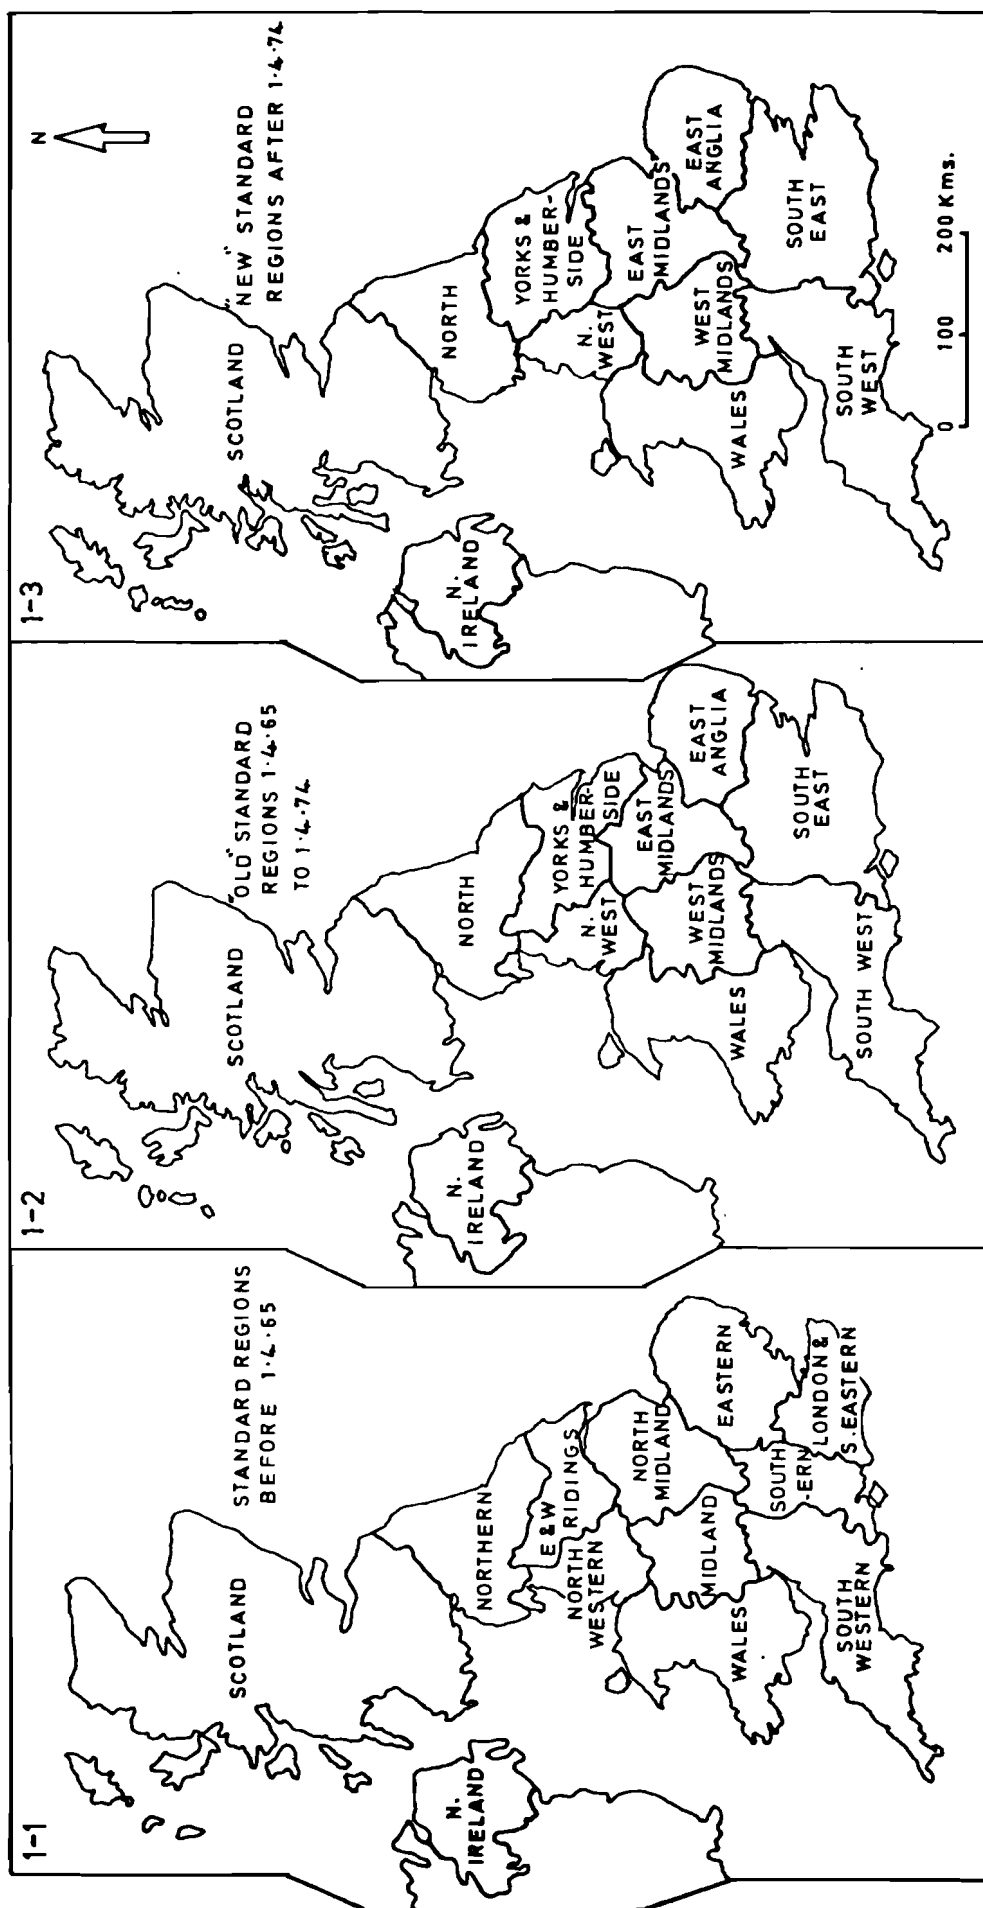 1-1
STANDARD REGIONS
BEFORE 1·4·65
SCOTLAND
N.
IRELAND
NORTHERN
E & W
RIDINGS
NORTH
WESTERN
NORTH
MIDLAND
MIDLAND
WALES
EASTERN
SOUTH
-ERN
LONDON &
S. EASTERN
SOUTH
WESTERN
1-2
"OLD" STANDARD
REGIONS 1·4·65
TO 1·4·74
SCOTLAND
N.
IRELAND
NORTH
YORKS &
HUMBER-
SIDE
N.
WEST
EAST
MIDLANDS
WEST
MIDLANDS
WALES
EAST
ANGLIA
SOUTH
EAST
SOUTH WEST
1-3
N
"NEW" STANDARD
REGIONS AFTER 1·4·74
SCOTLAND
N.
IRELAND
NORTH
YORKS &
HUMBER-
SIDE
N.
WEST
EAST
MIDLANDS
WEST
MIDLANDS
WALES
EAST
ANGLIA
SOUTH
EAST
SOUTH
WEST
0 100 200 Kms.